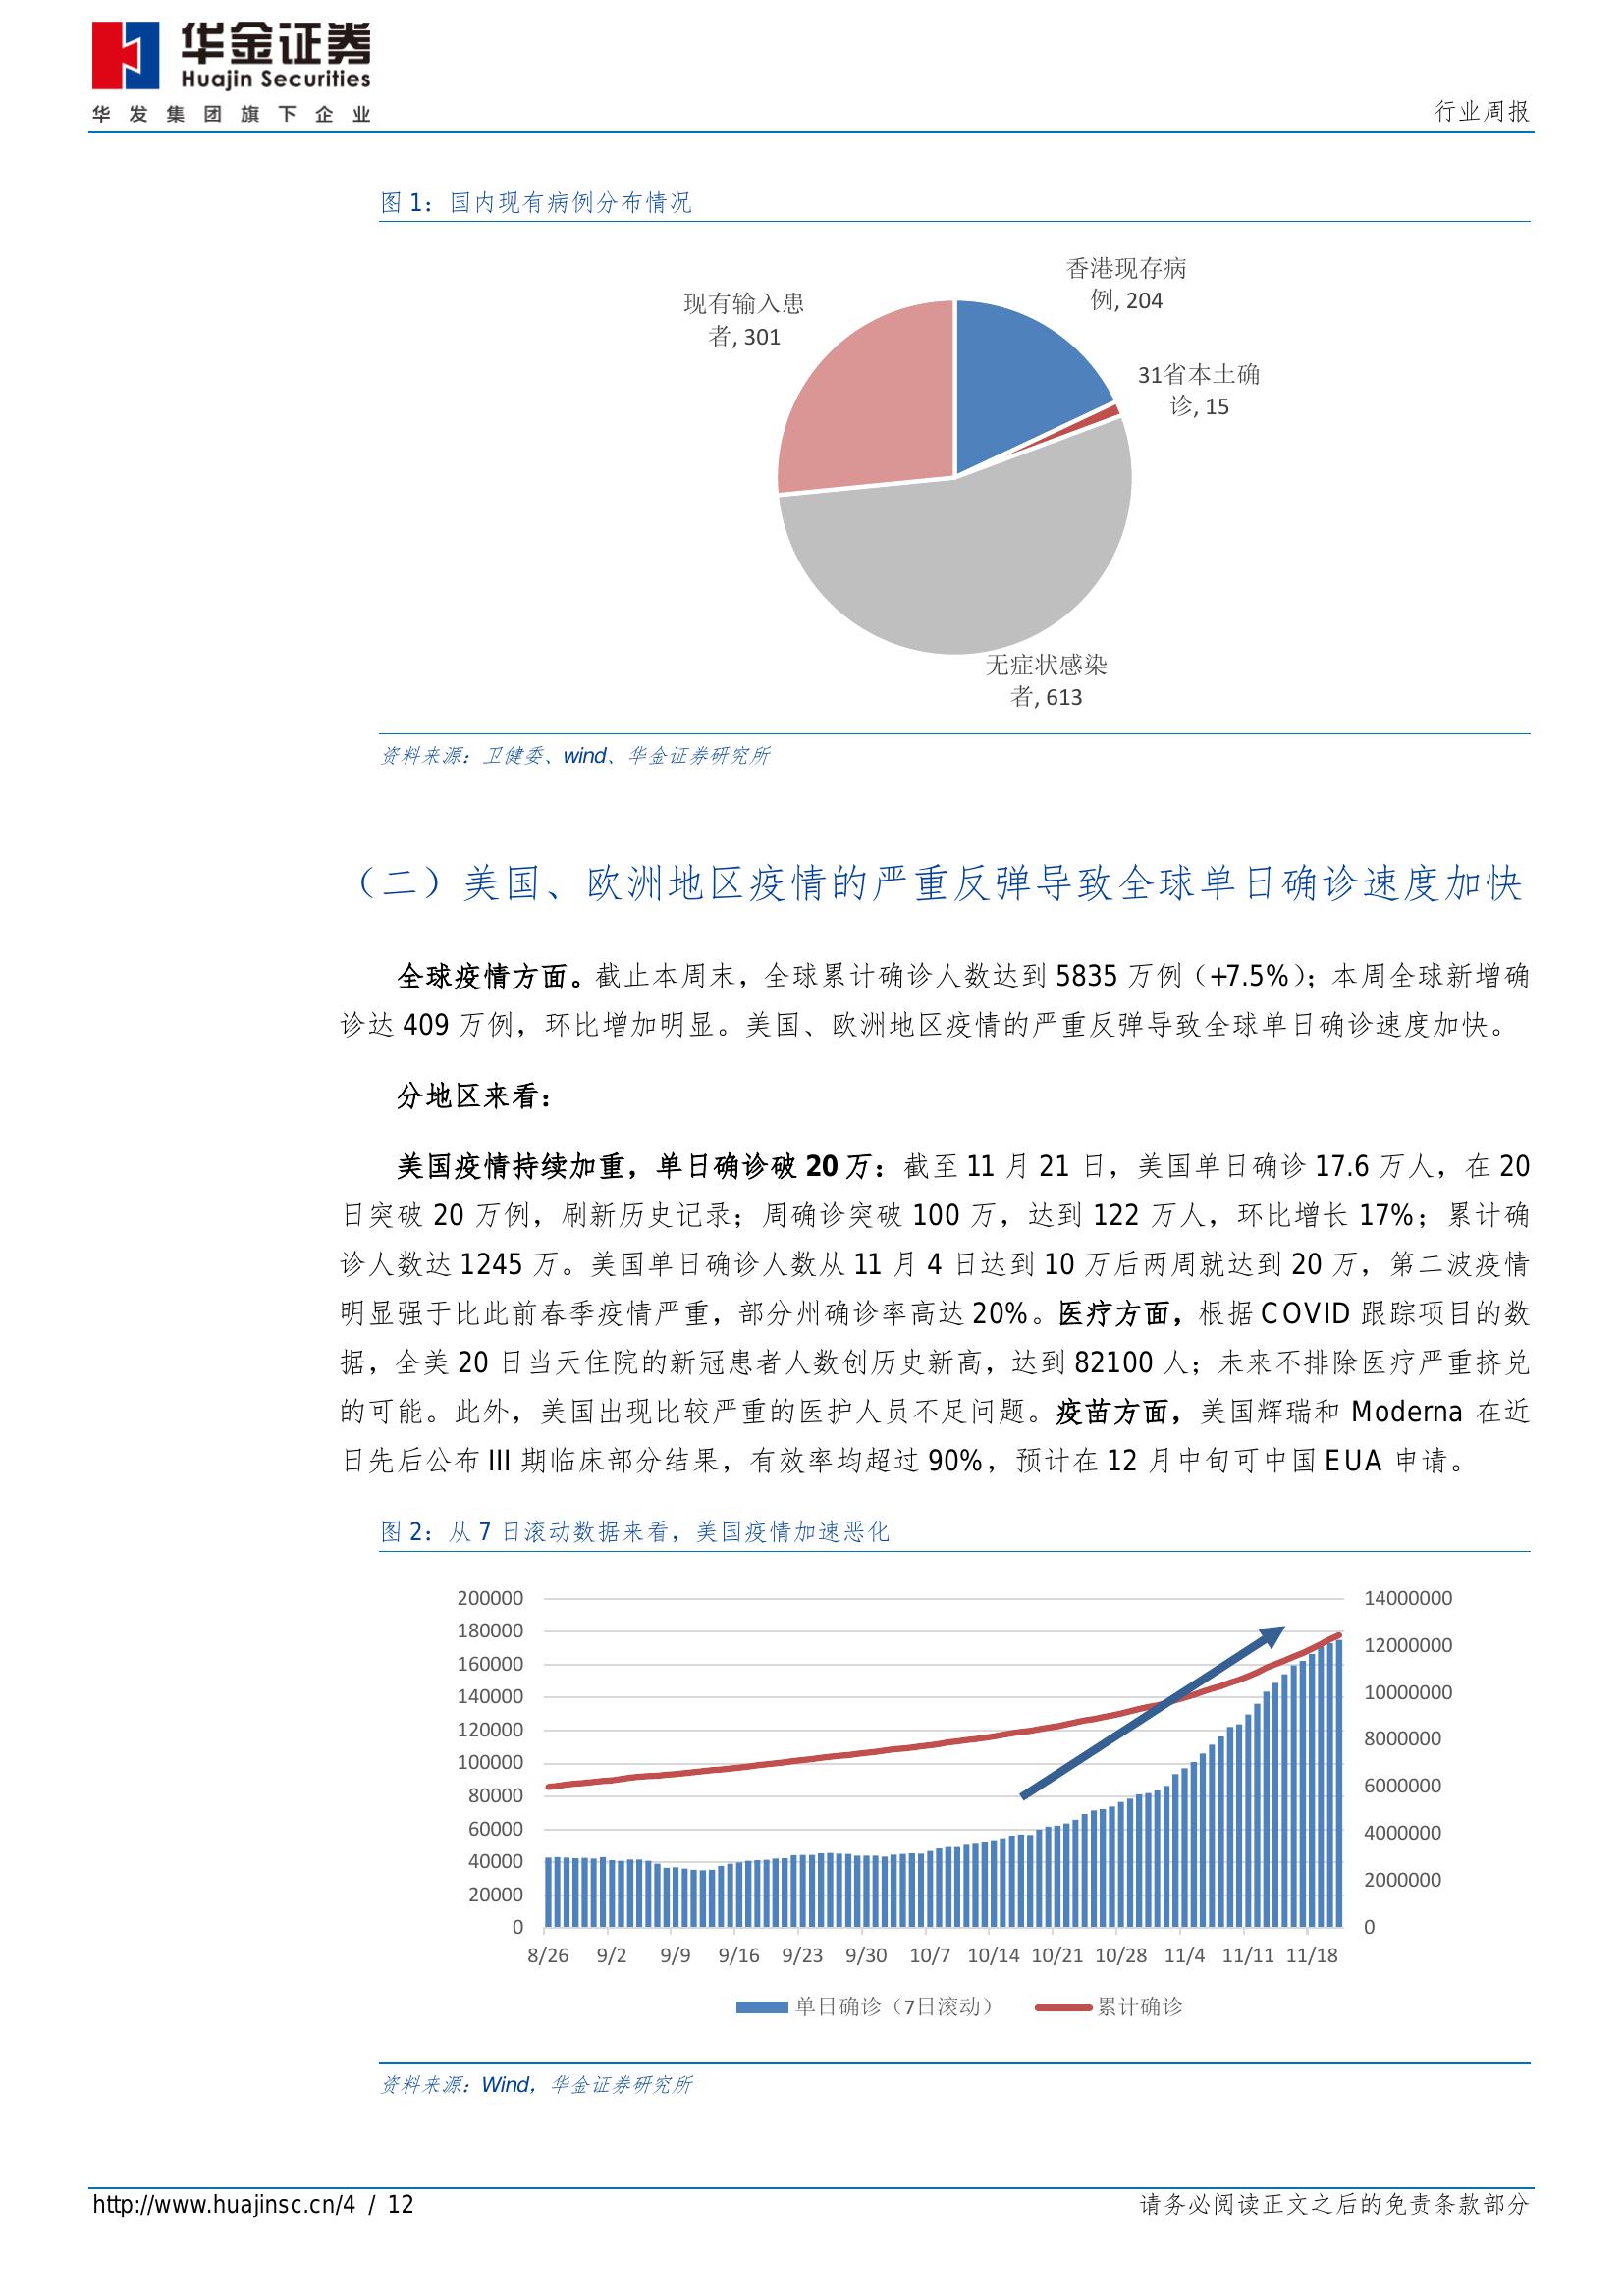 华金证券
Huajin Securities
华发集团旗下企业
行业周报
图 1：国内现有病例分布情况
香港现存病
例, 204
现有输入患
者, 301
31省本土确
诊, 15
无症状感染
者, 613
资料来源：卫健委、wind、华金证券研究所
（二）美国、欧洲地区疫情的严重反弹导致全球单日确诊速度加快
全球疫情方面。截止本周末，全球累计确诊人数达到 5835 万例（+7.5%）；本周全球新增确
诊达 409 万例，环比增加明显。美国、欧洲地区疫情的严重反弹导致全球单日确诊速度加快。
分地区来看：
美国疫情持续加重，单日确诊破 20 万：截至 11 月 21 日，美国单日确诊 17.6 万人，在 20
日突破 20 万例，刷新历史记录；周确诊突破 100 万，达到 122 万人，环比增长 17%；累计确
诊人数达 1245 万。美国单日确诊人数从 11 月 4 日达到 10 万后两周就达到 20 万，第二波疫情
明显强于比此前春季疫情严重，部分州确诊率高达 20%。医疗方面，根据 COVID 跟踪项目的数
据，全美 20 日当天住院的新冠患者人数创历史新高，达到 82100 人；未来不排除医疗严重挤兑
的可能。此外，美国出现比较严重的医护人员不足问题。疫苗方面，美国辉瑞和 Moderna 在近
日先后公布 III 期临床部分结果，有效率均超过 90%，预计在 12 月中旬可中国 EUA 申请。
图 2：从 7 日滚动数据来看，美国疫情加速恶化
200000
180000
160000
140000
120000
100000
80000
60000
40000
20000
0
14000000
12000000
10000000
8000000
6000000
4000000
2000000
0
8/26 9/2 9/9 9/16 9/23 9/30 10/7 10/14 10/21 10/28 11/4 11/11 11/18
单日确诊（7日滚动） 累计确诊
资料来源：Wind，华金证券研究所
http://www.huajinsc.cn/4 / 12
请务必阅读正文之后的免责条款部分